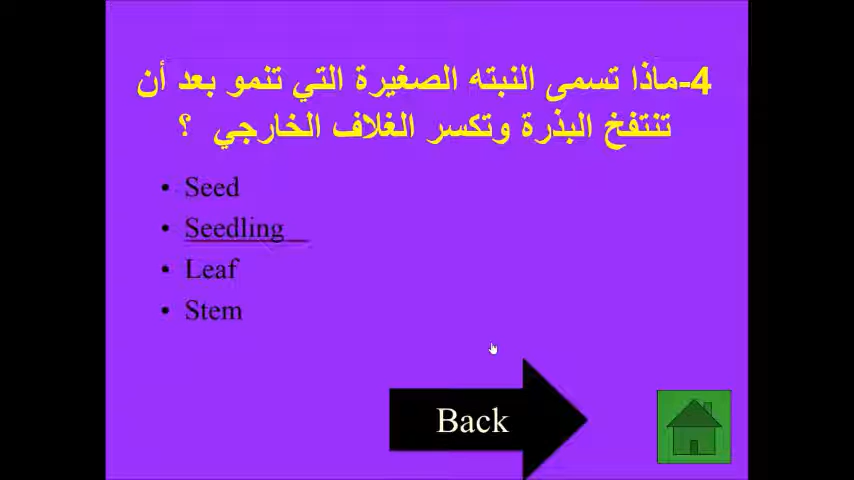 4-ماذا تسمى النبته الصغيرة التي تنمو بعد أن
تنتفخ البذرة وتكسر الغلاف الخارجي ؟
• Seed
• Seedling
• Leaf
• Stem
Back